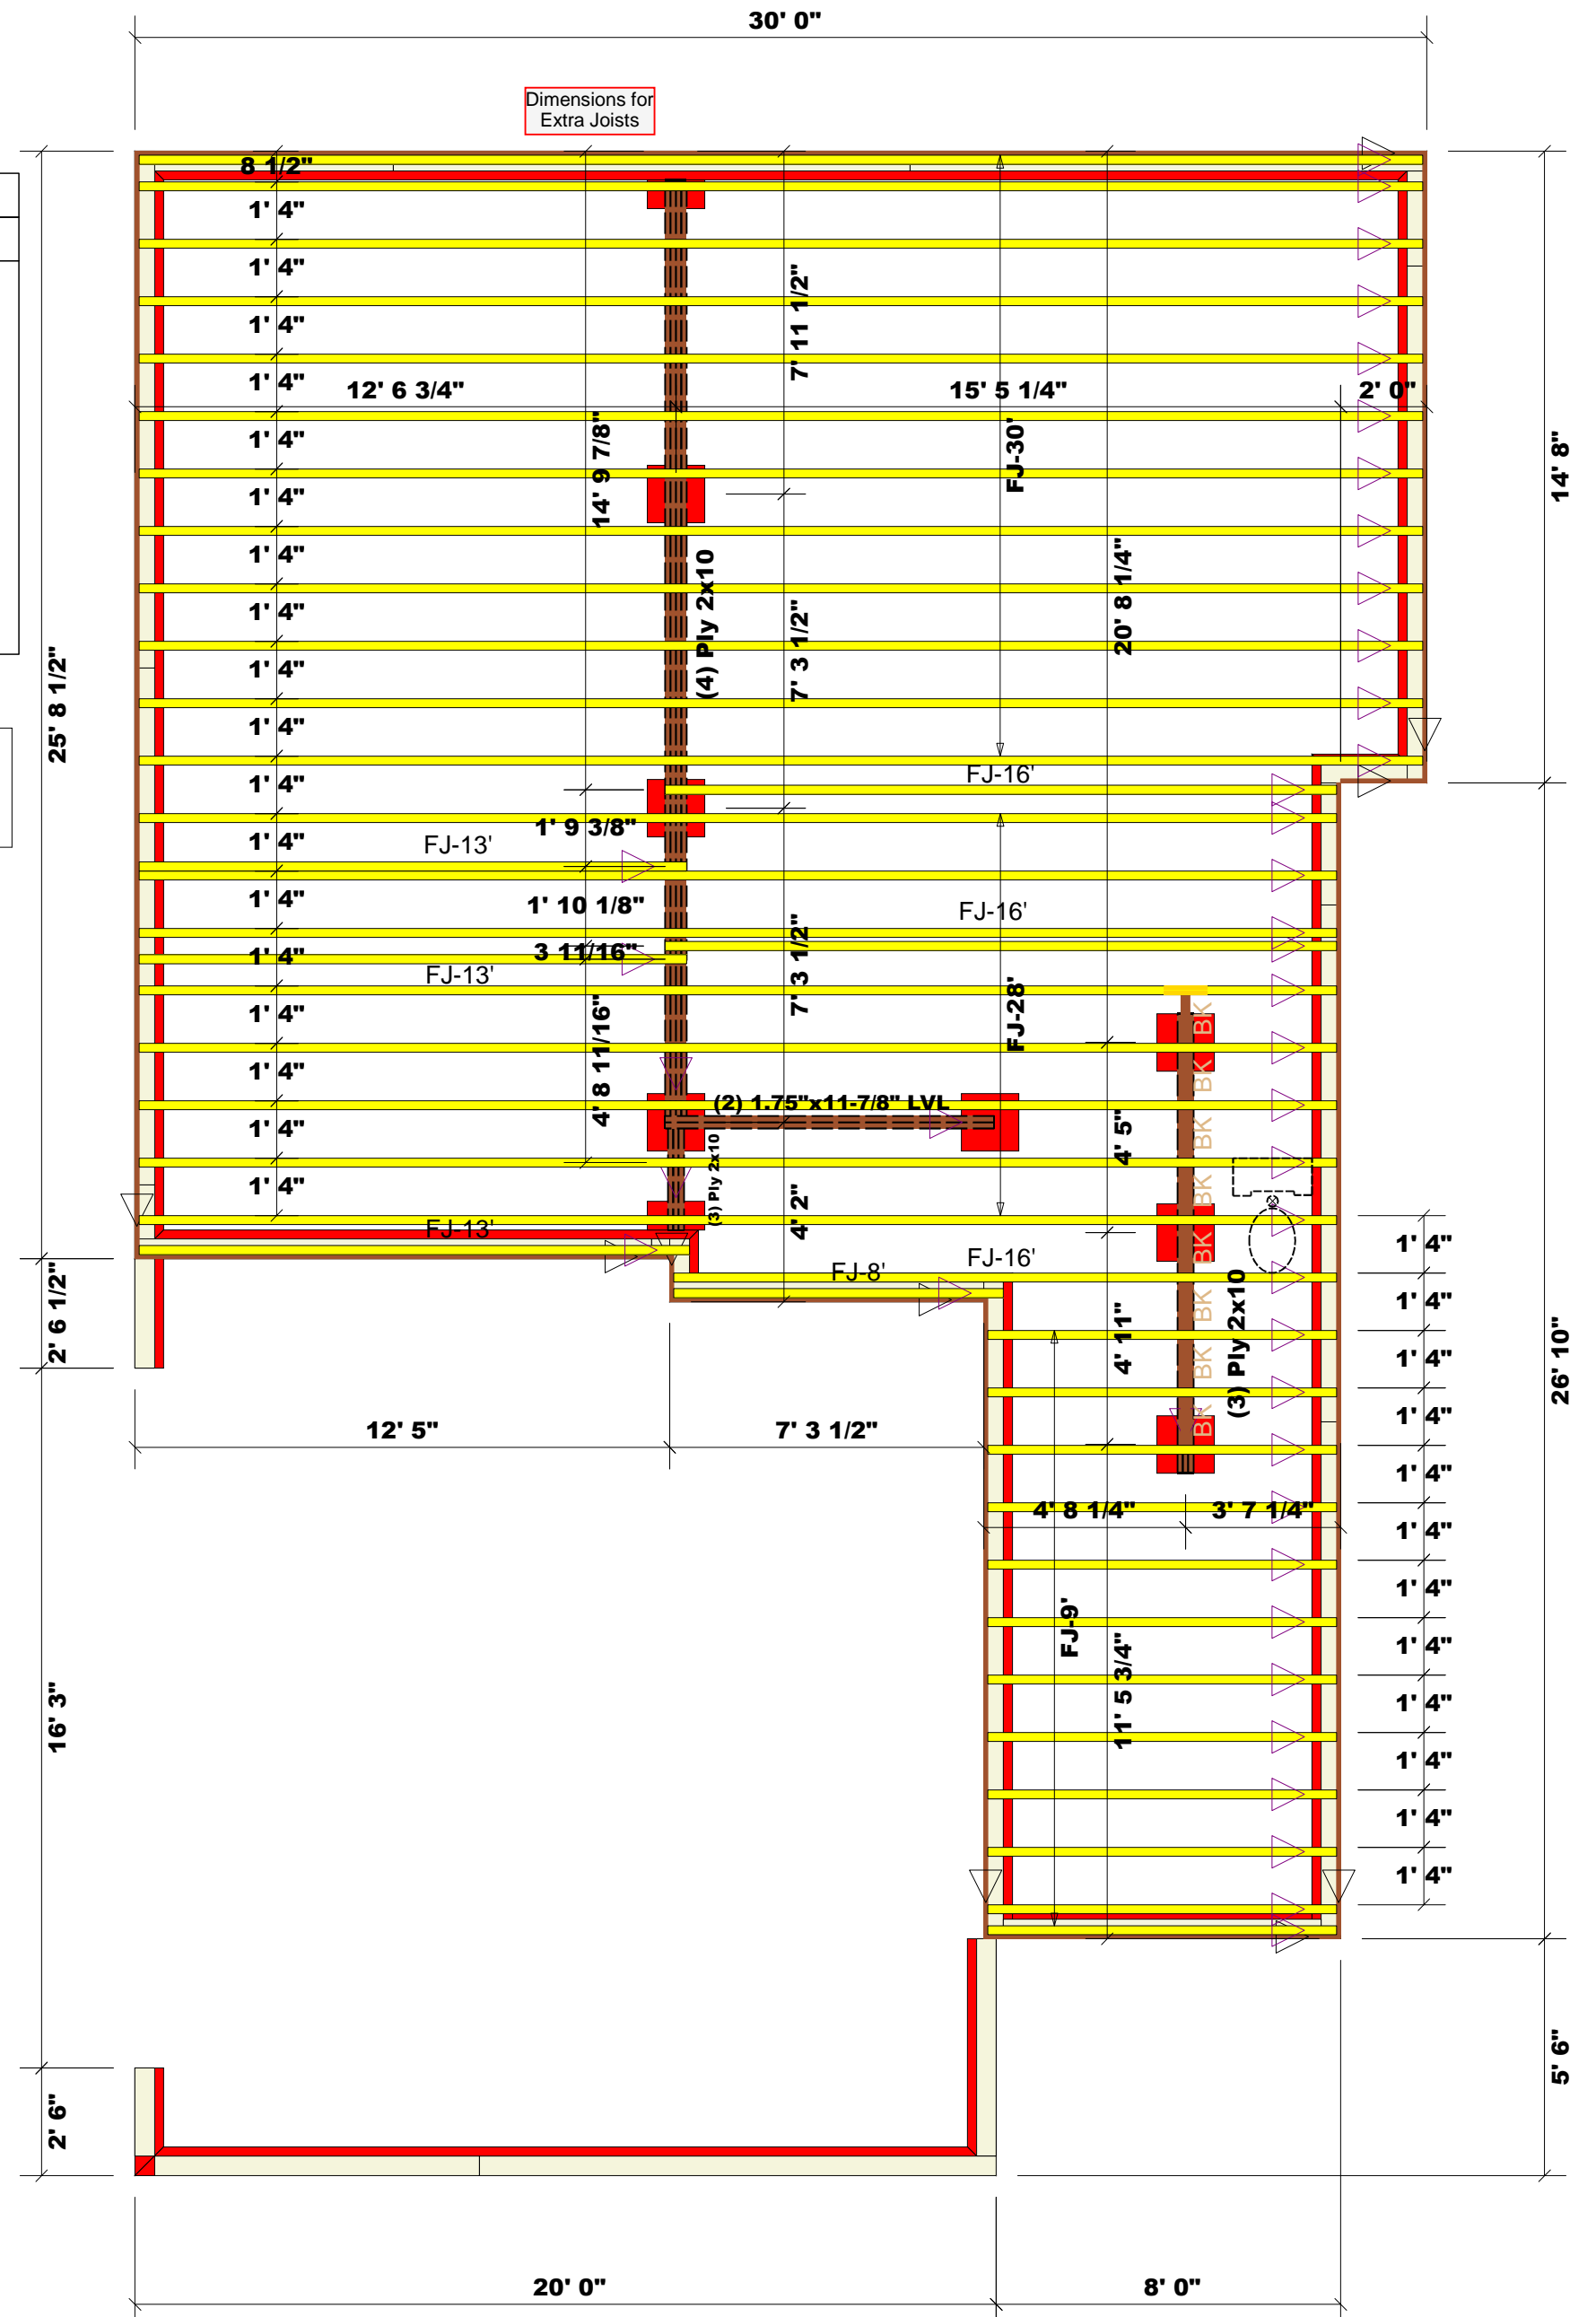 30' 0"
Dimensions for
Extra Joists
8 1/2"
1' 4"
1' 4"
1' 4"
1' 4"
12' 6 3/4"
15' 5 1/4"
2' 0"
7' 11 1/2"
14' 9 7/8"
FJ-30'
14' 8"
1' 4"
1' 4"
1' 4"
1' 4"
1' 4"
1' 4"
1' 4"
(4) Ply 2x10
7' 3 1/2"
20' 8 1/4"
25' 8 1/2"
FJ-16'
1' 9 3/8"
FJ-13'
1' 4"
1' 4"
1' 10 1/8"
FJ-16'
1' 4"
3 11/16"
FJ-13'
7' 3 1/2"
1' 4"
FJ-28'
4' 8 11/16"
BK
BK
BK
BK
BK
BK
BK
BK
1' 4"
(2) 1.75"x11-7/8" LVL
1' 4"
4' 5"
(3) Ply 2x10
1' 4"
4' 2"
FJ-13'
FJ-8'
FJ-16'
2' 6 1/2"
4' 11"
(3) Ply 2x10
1' 4"
1' 4"
1' 4"
1' 4"
1' 4"
1' 4"
1' 4"
1' 4"
1' 4"
1' 4"
1' 4"
1' 4"
26' 10"
12' 5"
7' 3 1/2"
4' 8 1/4"
3' 7 1/4"
FJ-9'
11' 5 3/4"
16' 3"
5' 6"
2' 6"
20' 0"
8' 0"